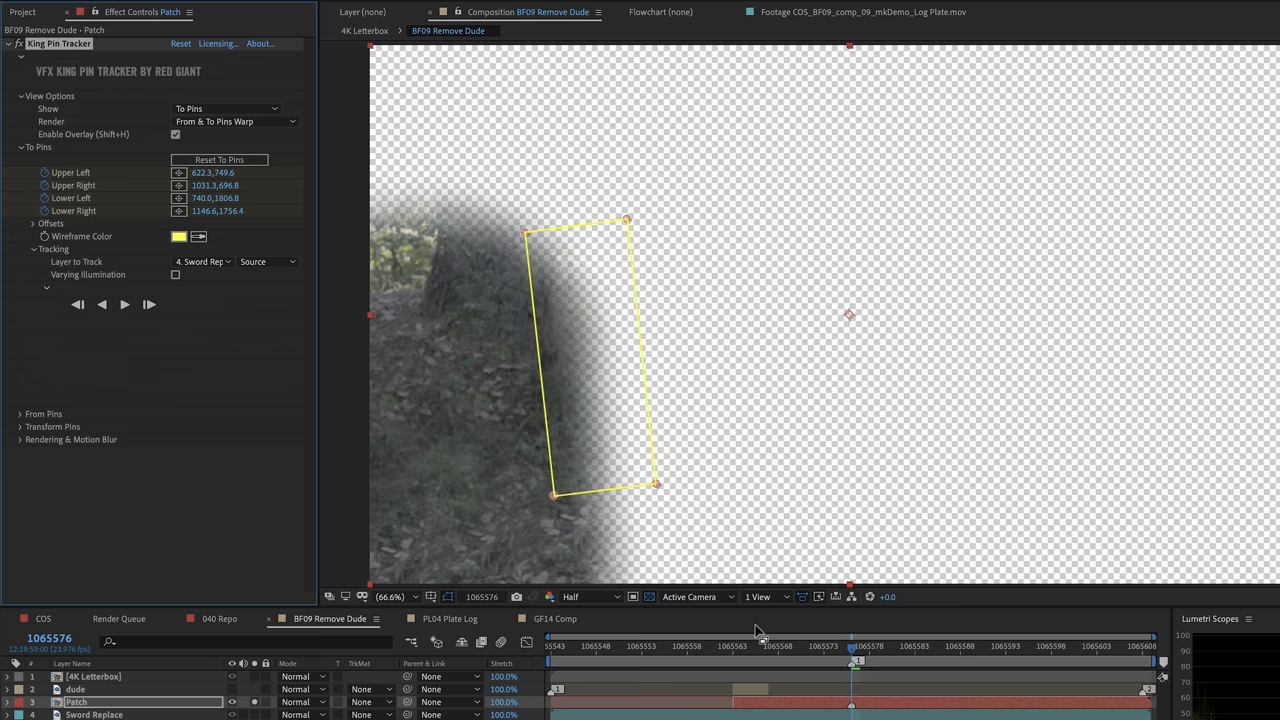 Project × Effect Controls Patch ≡
Layer (none) × Composition BF09 Remove Dude ≡ Flowchart (none) Footage COS_BF09_comp_09_mkDemo_Log Plate.mov
BF09 Remove Dude • Patch
4K Letterbox > BF09 Remove Dude
fx King Pin Tracker Reset Licensing... About...
VFX KING PIN TRACKER BY RED GIANT
View Options
Show To Pins
Render From & To Pins Warp
Enable Overlay (Shift+H)
To Pins
Reset To Pins
Upper Left 622.3,749.6
Upper Right 1031.3,696.8
Lower Left 740.0,1806.8
Lower Right 1146.6,1756.4
Offsets
Wireframe Color
Tracking
Layer to Track 4. Sword Rep Source
Varying Illumination
From Pins
Transform Pins
Rendering & Motion Blur
(66.6%) 1065576 Half Active Camera 1 View +0.0
COS Render Queue 040 Repo × BF09 Remove Dude ≡ PL04 Plate Log GF14 Comp Lumetri Scopes ≡
1065576
12:19:59:00 (23.976 fps)
55543 1065548 1065553 1065558 1065563 1065568 1065573 1065578 1065583 1065588 1065593 1065598 1065603 1065608
100
90
80
70
60
50
# Layer Name Mode T TrkMat Parent & Link Stretch 1
1 [4K Letterbox] Normal None 100.0%
2 dude Normal None None 100.0% 1 2
3 Patch Normal None None 100.0%
4 Sword Replace Normal None None 100.0%